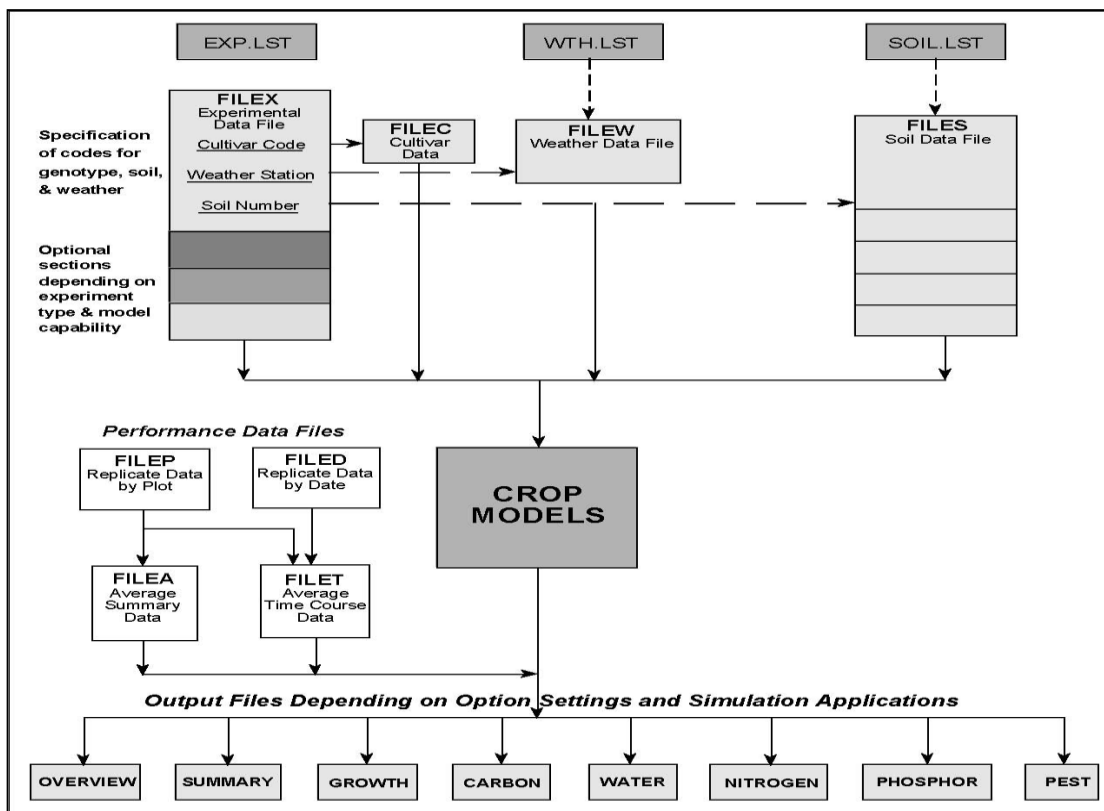 EXP.LST
WTH.LST
SOIL.LST
Specification
of codes for
genotype, soil,
& weather
FILEX
Experimental
Data File
Cultivar Code
Weather Station
Soil Number
FILEC
Cultivar
Data
FILEW
Weather Data File
FILES
Soil Data File
Optional
sections
depending on
experiment
type & model
capability
Performance Data Files
FILEP
Replicate Data
by Plot
FILED
Replicate Data
by Date
CROP
MODELS
FILEA
Average
Summary
Data
FILET
Average
Time Course
Data
Output Files Depending on Option Settings and Simulation Applications
OVERVIEW
SUMMARY
GROWTH
CARBON
WATER
NITROGEN
PHOSPHOR
PEST